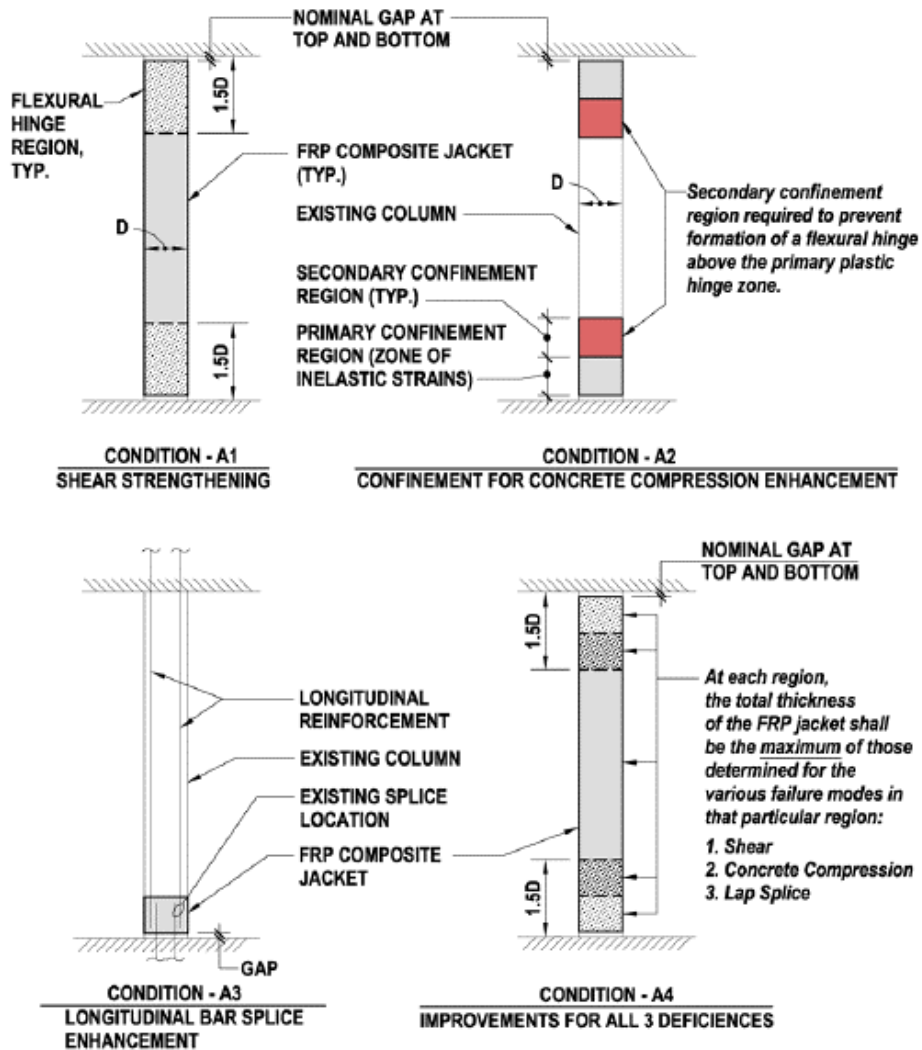 NOMINAL GAP AT
TOP AND BOTTOM
FLEXURAL
HINGE
REGION,
TYP.
1.5D
FRP COMPOSITE JACKET
(TYP.)
D
D
EXISTING COLUMN
Secondary confinement
region required to prevent
formation of a flexural hinge
above the primary plastic
hinge zone.
SECONDARY CONFINEMENT
REGION (TYP.)
PRIMARY CONFINEMENT
REGION (ZONE OF
INELASTIC STRAINS)
1.5D
CONDITION - A1
SHEAR STRENGTHENING
CONDITION - A2
CONFINEMENT FOR CONCRETE COMPRESSION ENHANCEMENT
NOMINAL GAP AT
TOP AND BOTTOM
1.5D
LONGITUDINAL
REINFORCEMENT
EXISTING COLUMN
EXISTING SPLICE
LOCATION
FRP COMPOSITE
JACKET
At each region,
the total thickness
of the FRP jacket shall
be the maximum of those
determined for the
various failure modes in
that particular region:
1. Shear
2. Concrete Compression
3. Lap Splice
1.5D
GAP
CONDITION - A3
LONGITUDINAL BAR SPLICE
ENHANCEMENT
CONDITION - A4
IMPROVEMENTS FOR ALL 3 DEFICIENCES